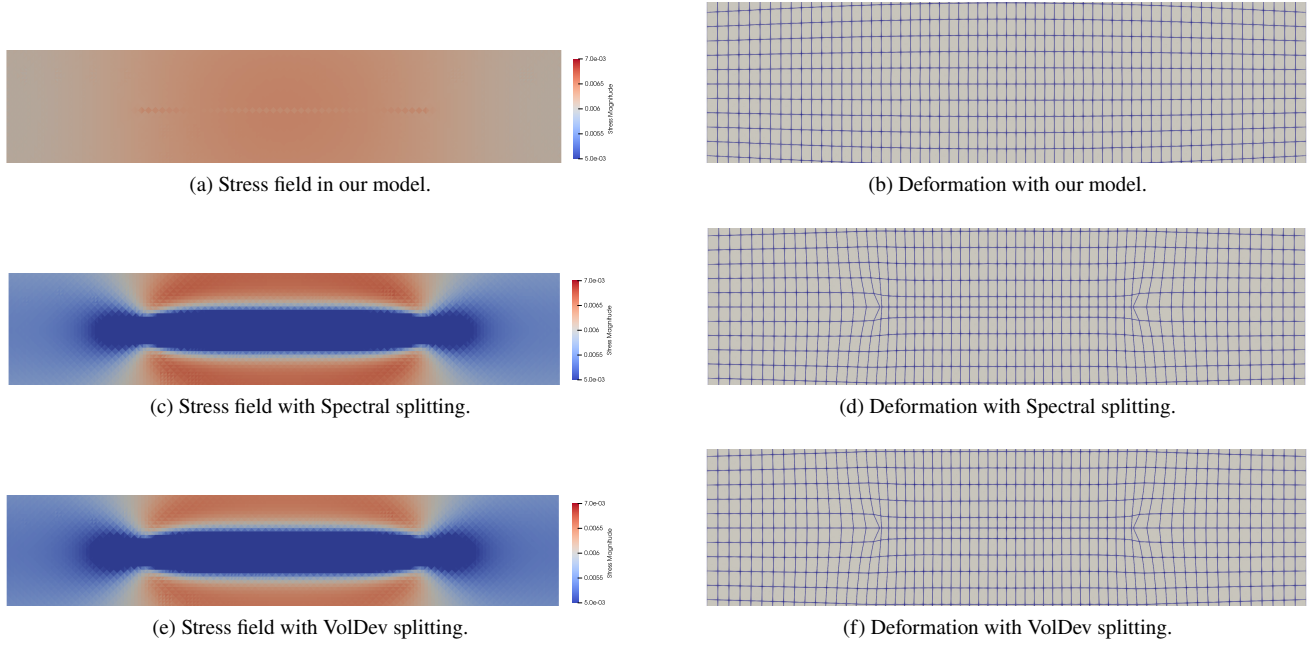 7.0e-03
0.0065
0.006
0.0055
5.0e-03
Stress Magnitude
(a) Stress field in our model.
(b) Deformation with our model.
7.0e-03
0.0065
0.006
0.0055
5.0e-03
Stress Magnitude
(c) Stress field with Spectral splitting.
(d) Deformation with Spectral splitting.
7.0e-03
0.0065
0.006
0.0055
5.0e-03
Stress Magnitude
(e) Stress field with VolDev splitting.
(f) Deformation with VolDev splitting.